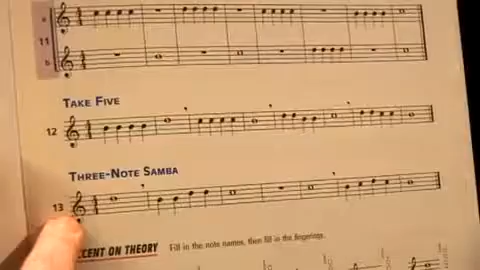 11
TAKE FIVE
12
THREE-NOTE SAMBA
13
CCENT ON THEORY Fill in the note names, then fill in the fingerings.